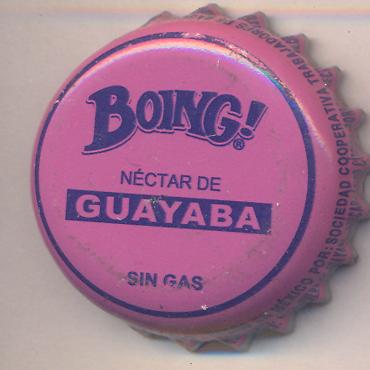 BOING!®
NÉCTAR DE
GUAYABA
SIN GAS
MÉXICO POR: SOCIEDAD COOPERATIVA TRABAJADORES